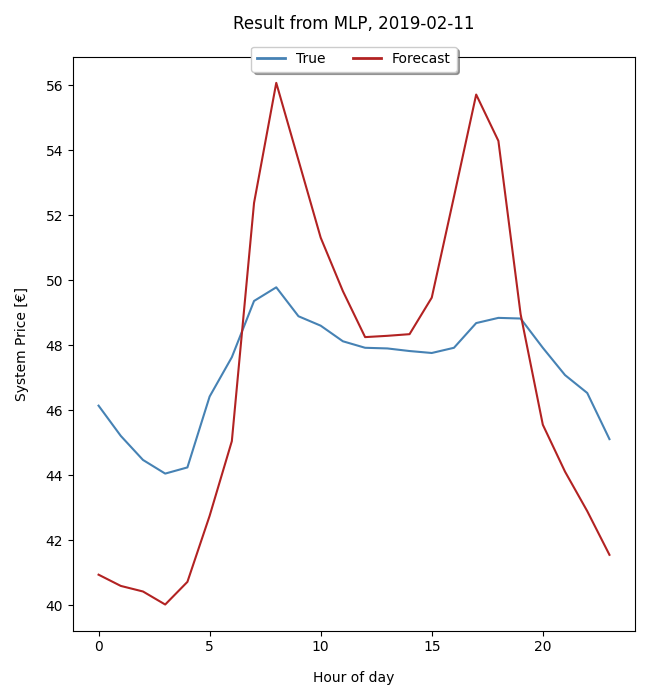 Result from MLP, 2019-02-11
True Forecast
56
54
52
50
48
46
44
42
40
System Price [€]
0 5 10 15 20
Hour of day